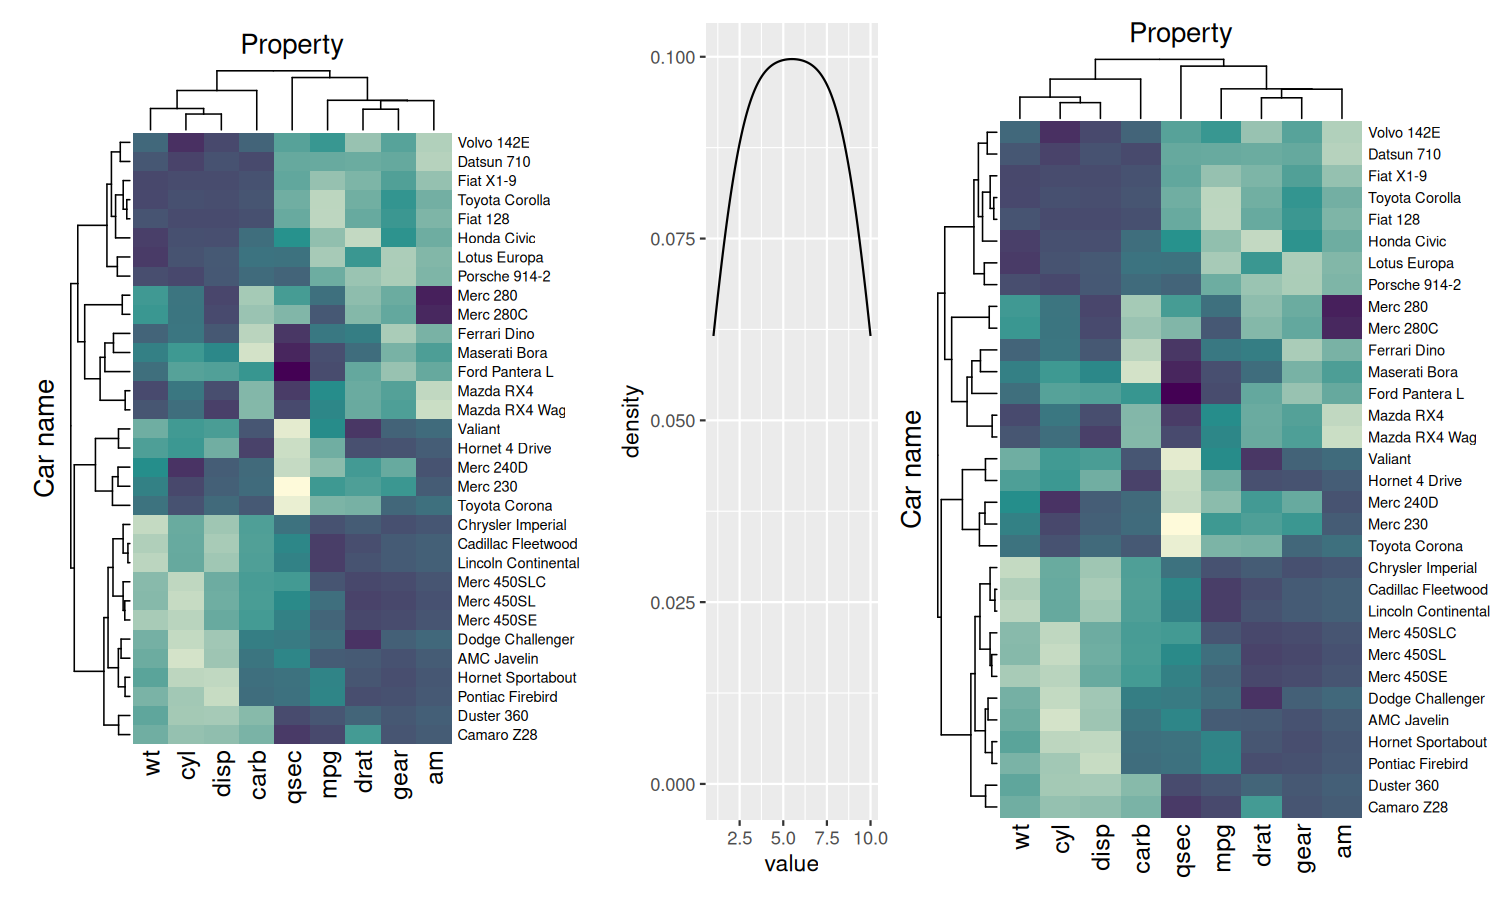 Property
Car name
Volvo 142E
Datsun 710
Fiat X1-9
Toyota Corolla
Fiat 128
Honda Civic
Lotus Europa
Porsche 914-2
Merc 280
Merc 280C
Ferrari Dino
Maserati Bora
Ford Pantera L
Mazda RX4
Mazda RX4 Wag
Valiant
Hornet 4 Drive
Merc 240D
Merc 230
Toyota Corona
Chrysler Imperial
Cadillac Fleetwood
Lincoln Continental
Merc 450SLC
Merc 450SL
Merc 450SE
Dodge Challenger
AMC Javelin
Hornet Sportabout
Pontiac Firebird
Duster 360
Camaro Z28
wt cyl disp carb qsec mpg drat gear am
density
0.100
0.075
0.050
0.025
0.000
2.5 5.0 7.5 10.0
value
Property
Car name
Volvo 142E
Datsun 710
Fiat X1-9
Toyota Corolla
Fiat 128
Honda Civic
Lotus Europa
Porsche 914-2
Merc 280
Merc 280C
Ferrari Dino
Maserati Bora
Ford Pantera L
Mazda RX4
Mazda RX4 Wag
Valiant
Hornet 4 Drive
Merc 240D
Merc 230
Toyota Corona
Chrysler Imperial
Cadillac Fleetwood
Lincoln Continental
Merc 450SLC
Merc 450SL
Merc 450SE
Dodge Challenger
AMC Javelin
Hornet Sportabout
Pontiac Firebird
Duster 360
Camaro Z28
wt cyl disp carb qsec mpg drat gear am